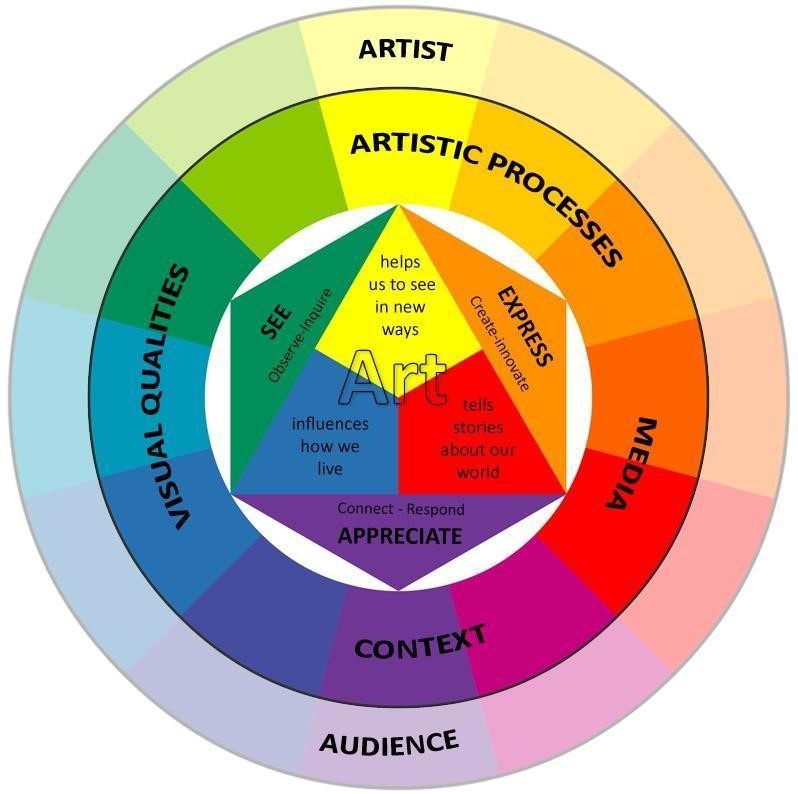 ARTIST
ARTISTIC PROCESSES
VISUAL QUALITIES
MEDIA
CONTEXT
AUDIENCE
SEE
Observe-Inquire
EXPRESS
Create-innovate
helps
us to see
in new
ways
Art
influences
how we
live
tells
stories
about our
world
Connect - Respond
APPRECIATE